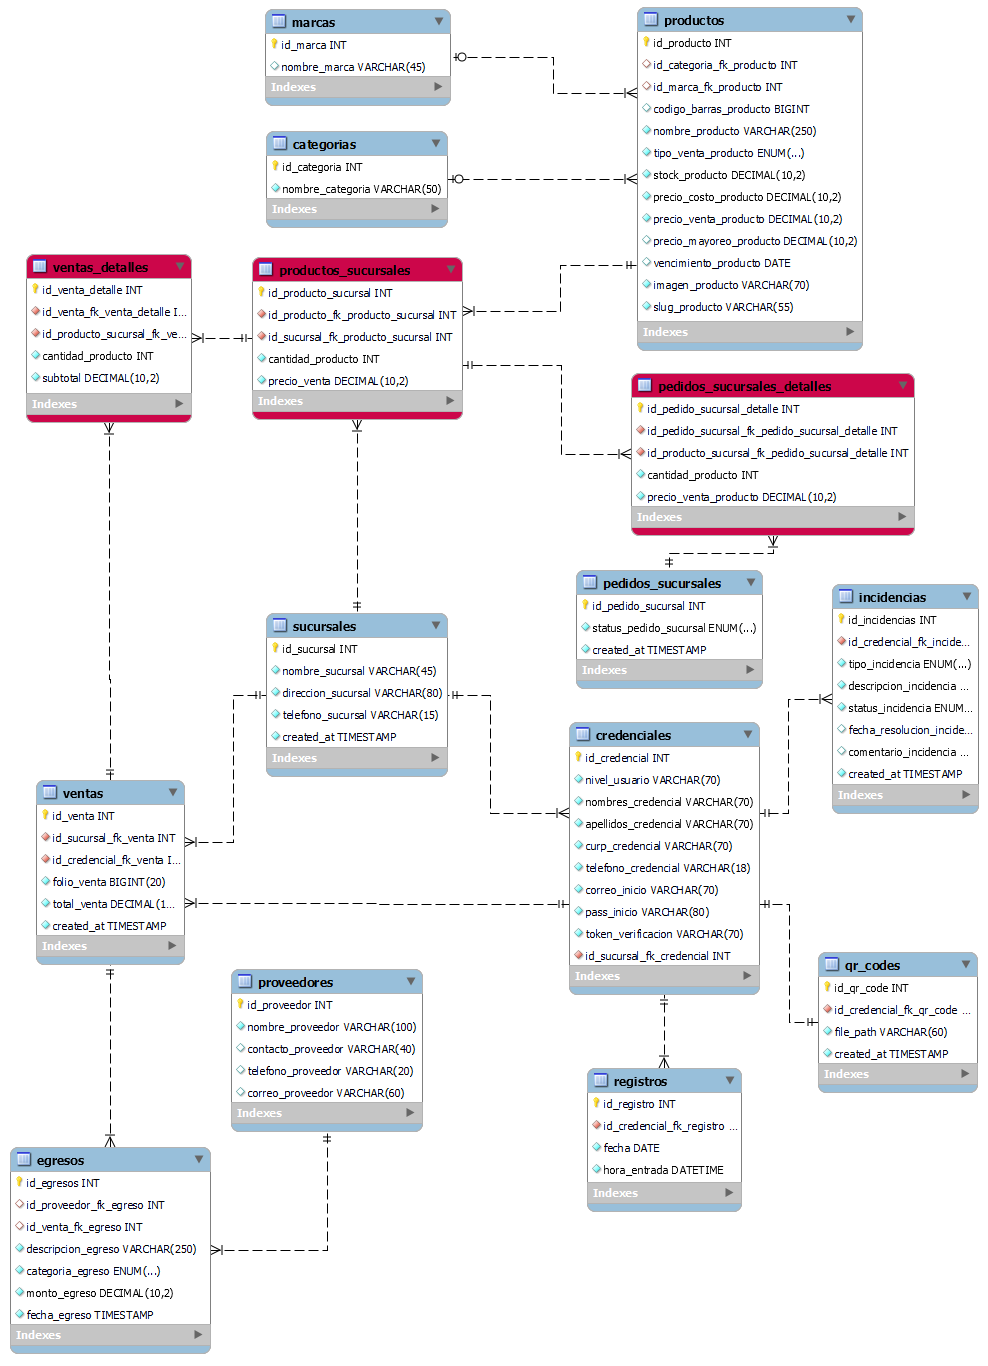 marcas
id_marca INT
nombre_marca VARCHAR(45)
Indexes
productos
id_producto INT
id_categoria_fk_producto INT
id_marca_fk_producto INT
codigo_barras_producto BIGINT
nombre_producto VARCHAR(250)
tipo_venta_producto ENUM(...)
stock_producto DECIMAL(10,2)
precio_costo_producto DECIMAL(10,2)
precio_venta_producto DECIMAL(10,2)
precio_mayoreo_producto DECIMAL(10,2)
vencimiento_producto DATE
imagen_producto VARCHAR(70)
slug_producto VARCHAR(55)
Indexes
categorias
id_categoria INT
nombre_categoria VARCHAR(50)
Indexes
ventas_detalles
id_venta_detalle INT
id_venta_fk_venta_detalle I...
id_producto_sucursal_fk_ve...
cantidad_producto INT
subtotal DECIMAL(10,2)
Indexes
productos_sucursales
id_producto_sucursal INT
id_producto_fk_producto_sucursal INT
id_sucursal_fk_producto_sucursal INT
cantidad_producto INT
precio_venta DECIMAL(10,2)
Indexes
pedidos_sucursales_detalles
id_pedido_sucursal_detalle INT
id_pedido_sucursal_fk_pedido_sucursal_detalle INT
id_producto_sucursal_fk_pedido_sucursal_detalle INT
cantidad_producto INT
precio_venta_producto DECIMAL(10,2)
Indexes
pedidos_sucursales
id_pedido_sucursal INT
status_pedido_sucursal ENUM(...)
created_at TIMESTAMP
Indexes
incidencias
id_incidencias INT
id_credencial_fk_incide...
tipo_incidencia ENUM(...)
descripcion_incidencia ...
status_incidencia ENUM...
fecha_resolucion_incide...
comentario_incidencia ...
created_at TIMESTAMP
Indexes
sucursales
id_sucursal INT
nombre_sucursal VARCHAR(45)
direccion_sucursal VARCHAR(80)
telefono_sucursal VARCHAR(15)
created_at TIMESTAMP
Indexes
credenciales
id_credencial INT
nivel_usuario VARCHAR(70)
nombres_credencial VARCHAR(70)
apellidos_credencial VARCHAR(70)
curp_credencial VARCHAR(70)
telefono_credencial VARCHAR(18)
correo_inicio VARCHAR(70)
pass_inicio VARCHAR(80)
token_verificacion VARCHAR(70)
id_sucursal_fk_credencial INT
Indexes
ventas
id_venta INT
id_sucursal_fk_venta INT
id_credencial_fk_venta I...
folio_venta BIGINT(20)
total_venta DECIMAL(1...
created_at TIMESTAMP
Indexes
qr_codes
id_qr_code INT
id_credencial_fk_qr_code ...
file_path VARCHAR(60)
created_at TIMESTAMP
Indexes
proveedores
id_proveedor INT
nombre_proveedor VARCHAR(100)
contacto_proveedor VARCHAR(40)
telefono_proveedor VARCHAR(20)
correo_proveedor VARCHAR(60)
Indexes
registros
id_registro INT
id_credencial_fk_registro ...
fecha DATE
hora_entrada DATETIME
Indexes
egresos
id_egresos INT
id_proveedor_fk_egreso INT
id_venta_fk_egreso INT
descripcion_egreso VARCHAR(250)
categoria_egreso ENUM(...)
monto_egreso DECIMAL(10,2)
fecha_egreso TIMESTAMP
Indexes